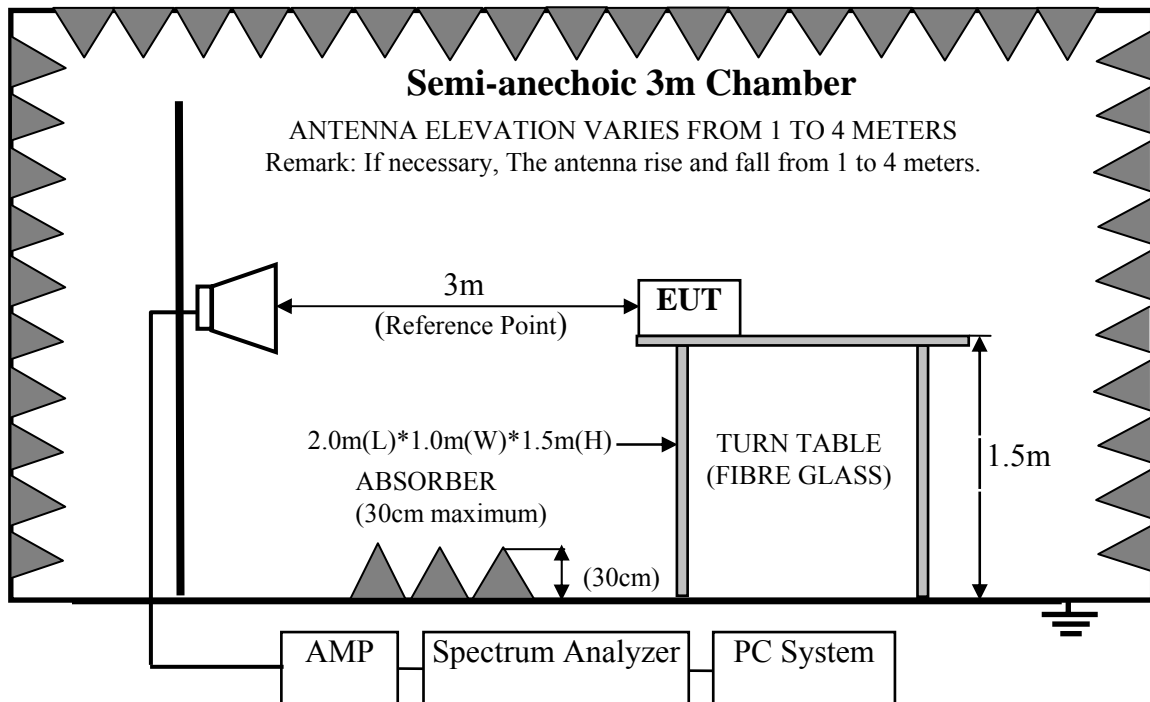 Semi-anechoic 3m Chamber
ANTENNA ELEVATION VARIES FROM 1 TO 4 METERS
Remark: If necessary, The antenna rise and fall from 1 to 4 meters.
3m
(Reference Point)
EUT
2.0m(L)*1.0m(W)*1.5m(H)
TURN TABLE
(FIBRE GLASS)
1.5m
ABSORBER
(30cm maximum)
(30cm)
AMP
Spectrum Analyzer
PC System